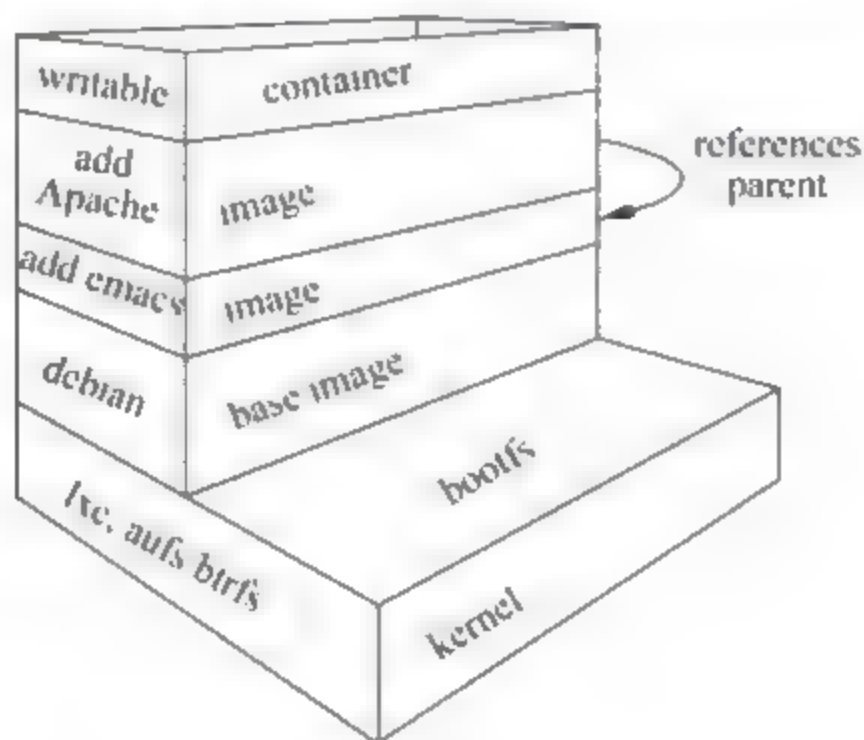 writable
container
add
Apache
image
references
parent
add emacs
image
debian
base image
bootfs
lxc, aufs btrfs
kernel